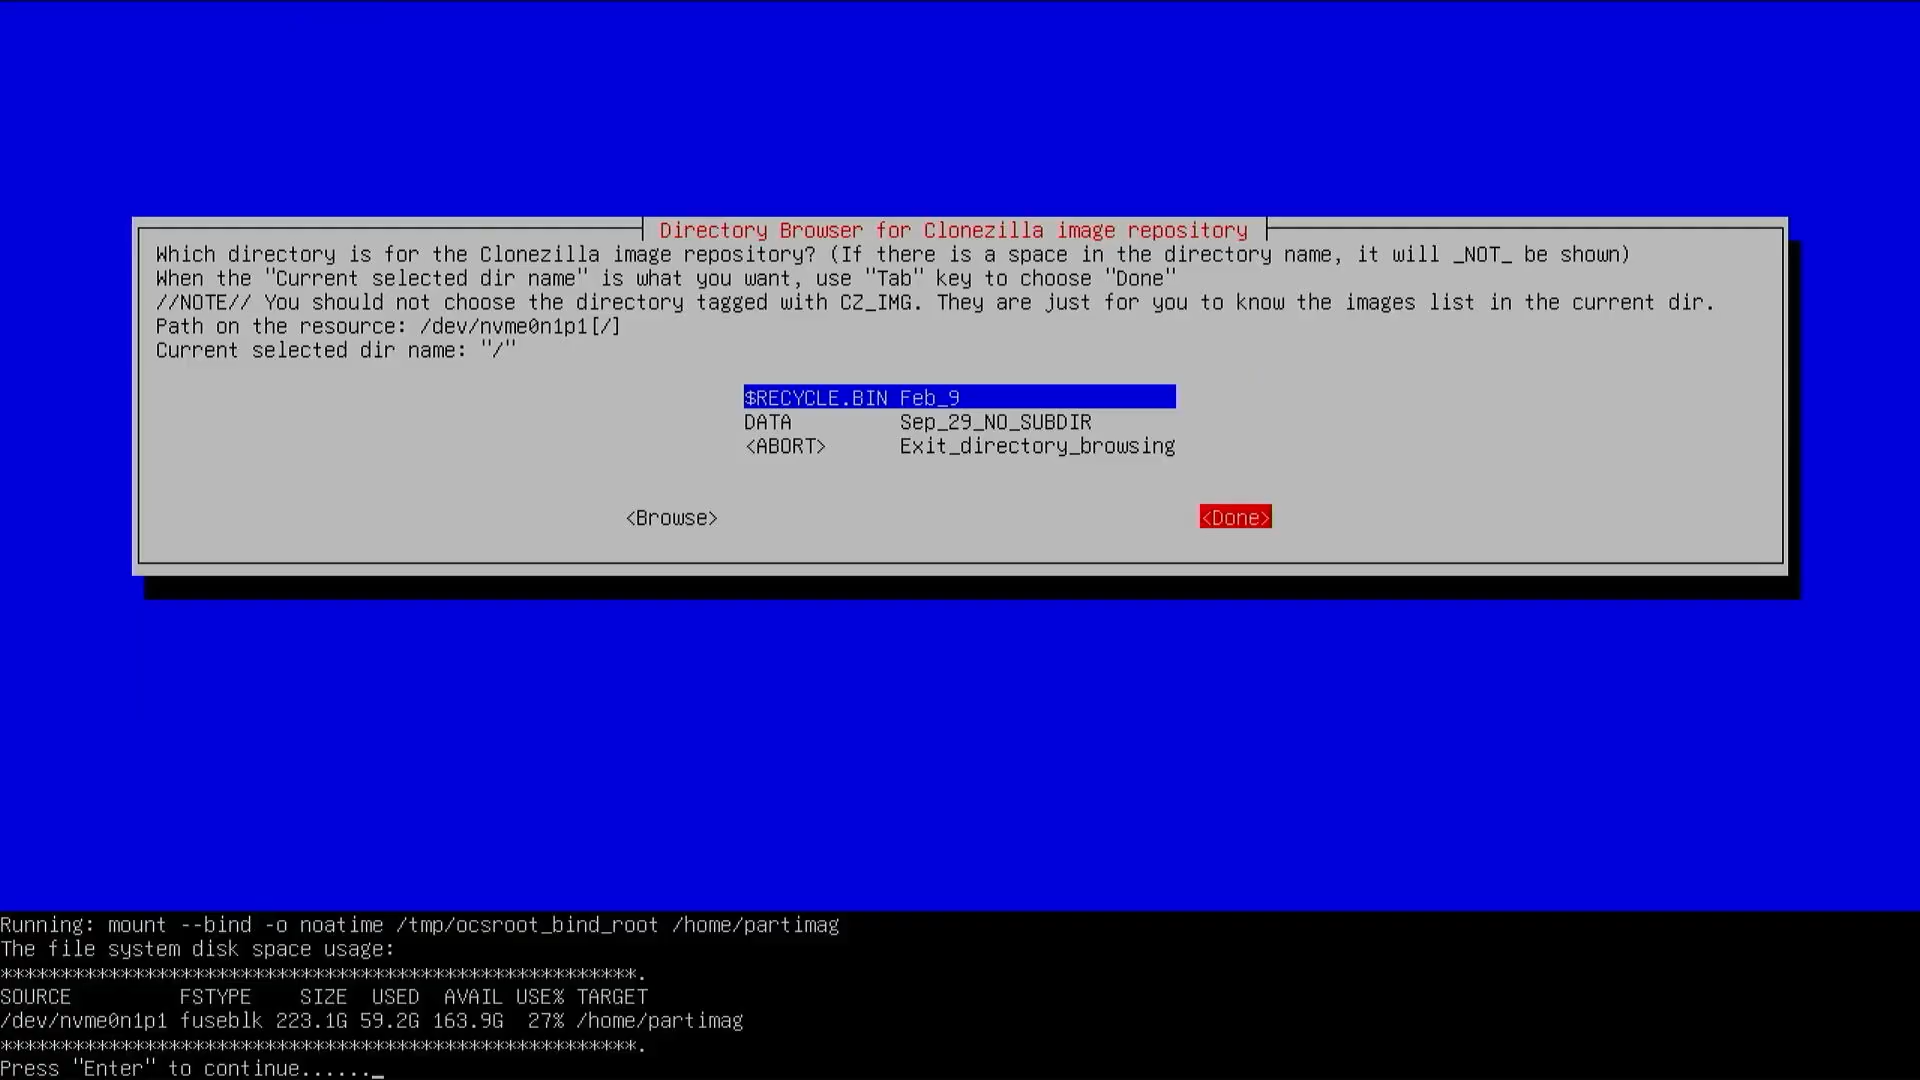 Directory Browser for Clonezilla image repository
Which directory is for the Clonezilla image repository? (If there is a space in the directory name, it will _NOT_ be shown)
When the "Current selected dir name" is what you want, use "Tab" key to choose "Done"
//NOTE// You should not choose the directory tagged with CZ_IMG. They are just for you to know the images list in the current dir.
Path on the resource: /dev/nvme0n1p1[/]
Current selected dir name: "/"
$RECYCLE.BIN Feb_9
DATA         Sep_29_NO_SUBDIR
<ABORT>      Exit_directory_browsing
<Browse> <Done>
Running: mount --bind -o noatime /tmp/ocsroot_bind_root /home/partimag
The file system disk space usage:
*****************************************************.
SOURCE         FSTYPE    SIZE  USED  AVAIL USE% TARGET
/dev/nvme0n1p1 fuseblk 223.1G 59.2G 163.9G  27% /home/partimag
*****************************************************.
Press "Enter" to continue......_